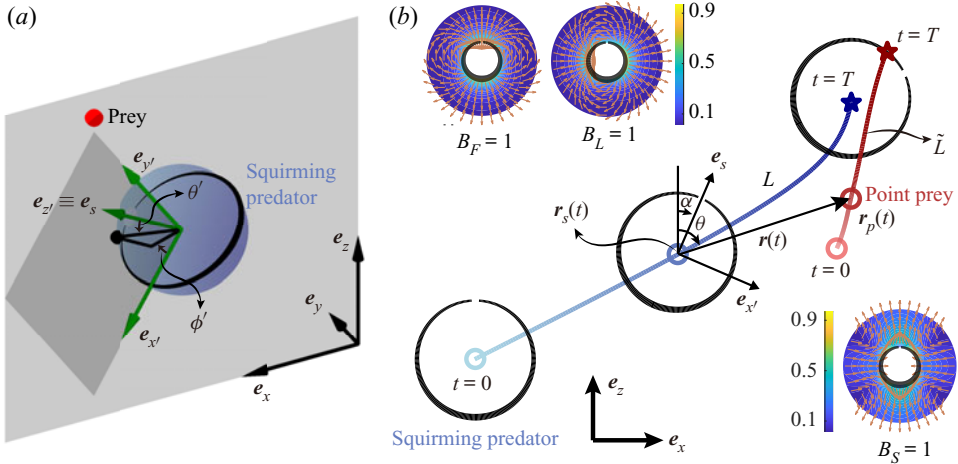 (a)
Prey
e_{y'}
θ'
Squirming
predator
e_{z'} ≡ e_s
e_z
e_y
e_{x'}
ϕ'
e_x
(b)
0.9
0.5
0.1
B_F = 1
B_L = 1
t = T
t = T
L̃
e_s
L
α
θ
r_s(t)
Point prey
r_p(t)
r(t)
t = 0
e_{x'}
t = 0
Squirming predator
e_z
e_x
0.9
0.5
0.1
B_S = 1